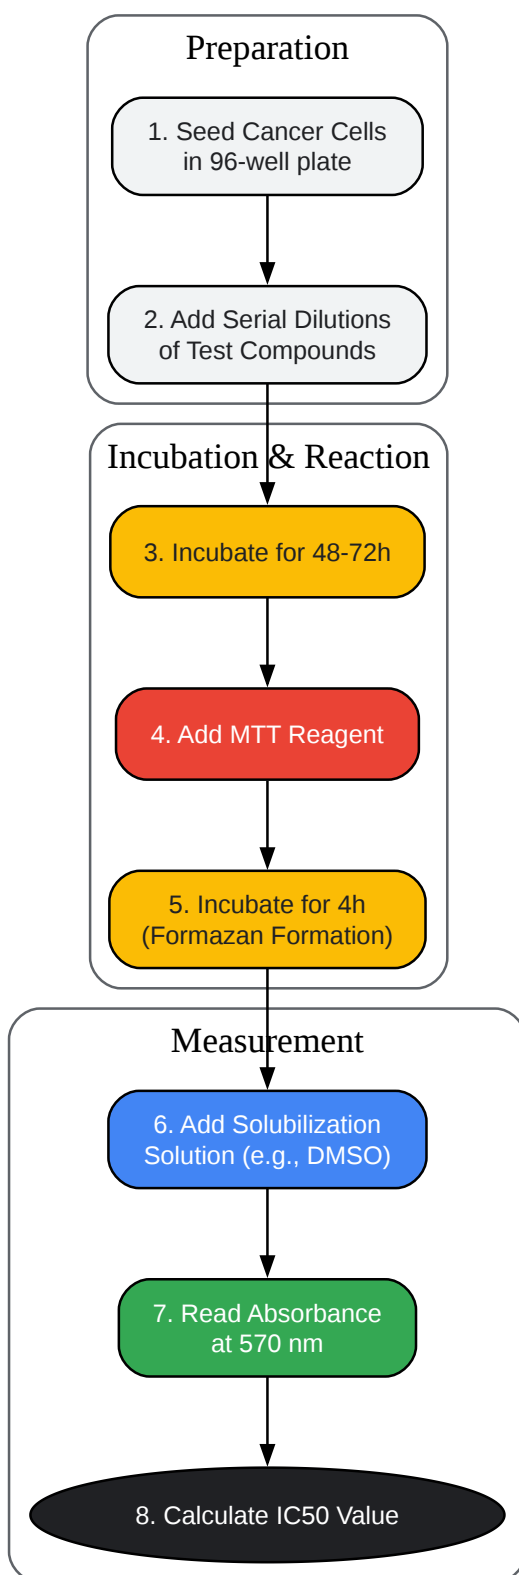 Preparation
1. Seed Cancer Cells
in 96-well plate
2. Add Serial Dilutions
of Test Compounds
Incubation & Reaction
3. Incubate for 48-72h
4. Add MTT Reagent
5. Incubate for 4h
(Formazan Formation)
Measurement
6. Add Solubilization
Solution (e.g., DMSO)
7. Read Absorbance
at 570 nm
8. Calculate IC50 Value